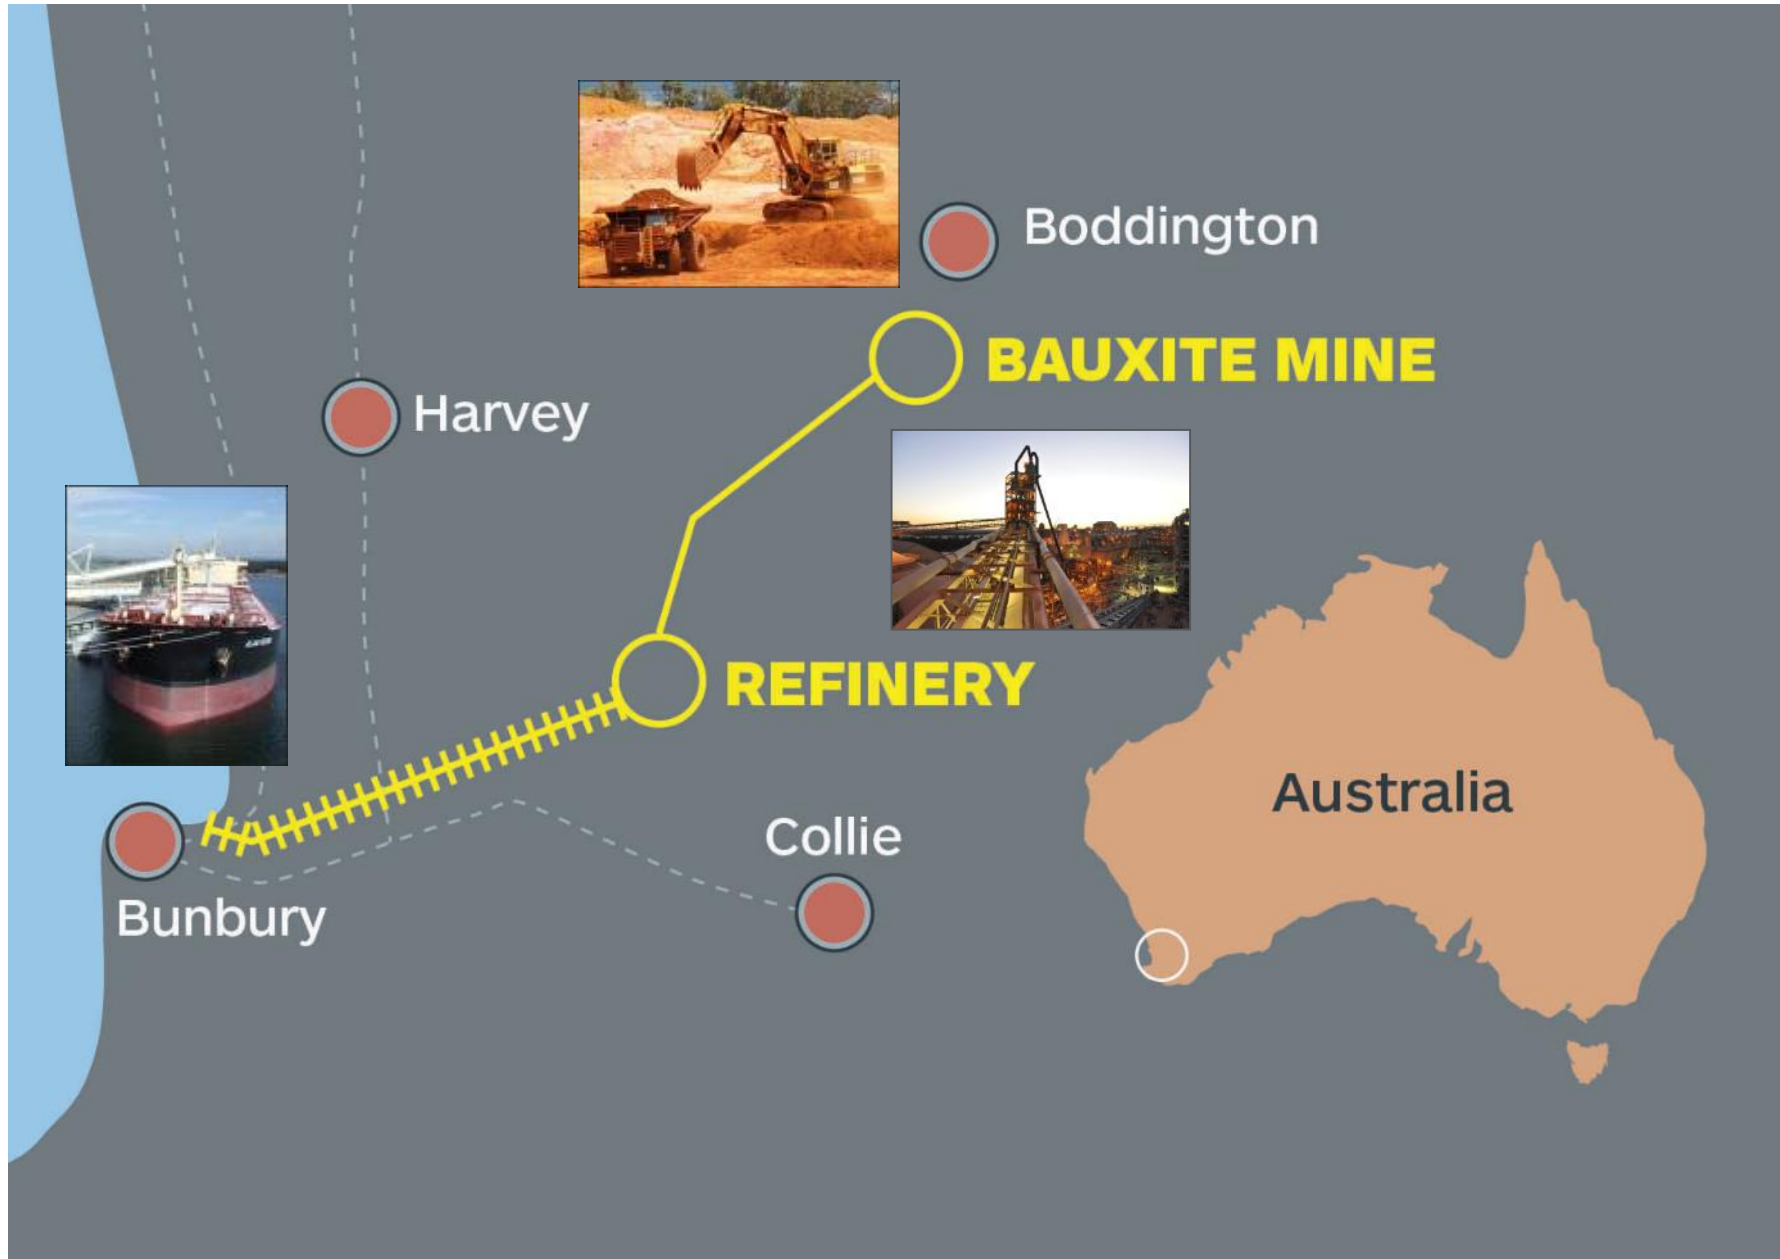 Boddington
BAUXITE MINE
Harvey
REFINERY
Australia
Collie
Bunbury